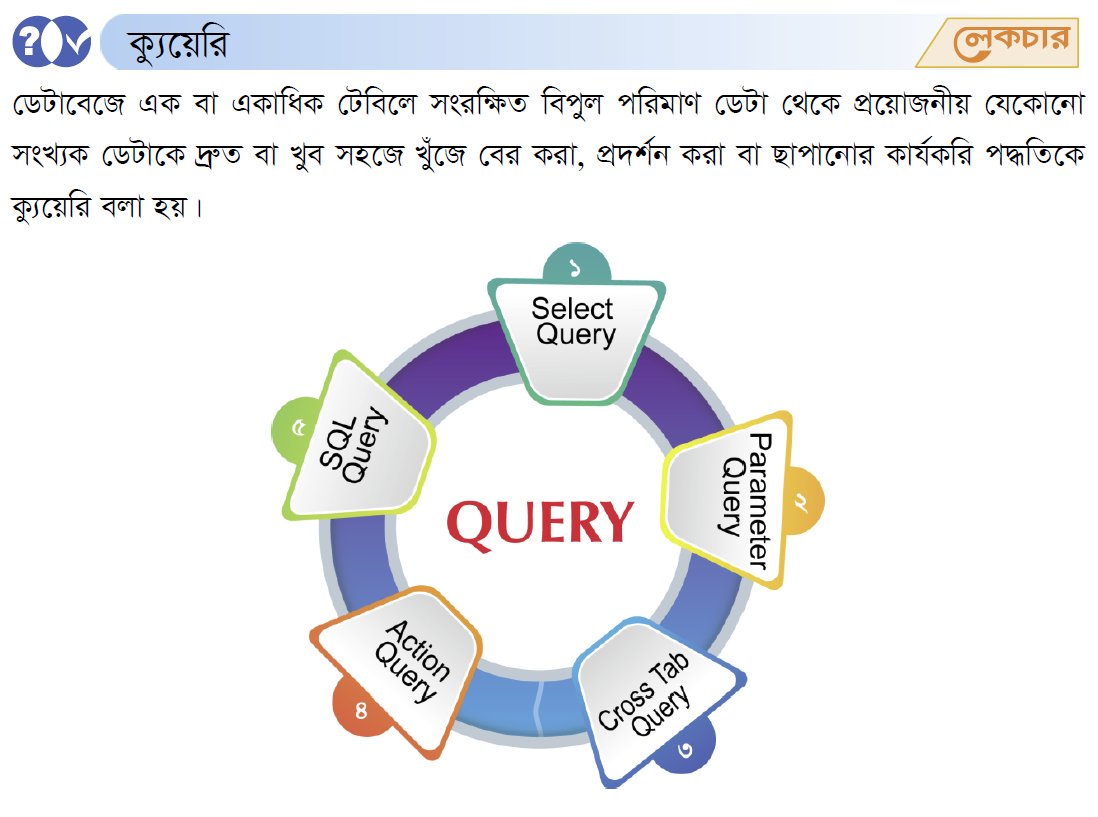 ক্যুয়েরি
লেকচার
ডেটাবেজে এক বা একাধিক টেবিলে সংরক্ষিত বিপুল পরিমাণ ডেটা থেকে প্রয়োজনীয় যেকোনো
সংখ্যক ডেটাকে দ্রুত বা খুব সহজে খুঁজে বের করা, প্রদর্শন করা বা ছাপানোর কার্যকরি পদ্ধতিকে
ক্যুয়েরি বলা হয়।
১
Select
Query
২
Parameter
Query
৩
Cross Tab
Query
৪
Action
Query
৫
SQL
Query
QUERY